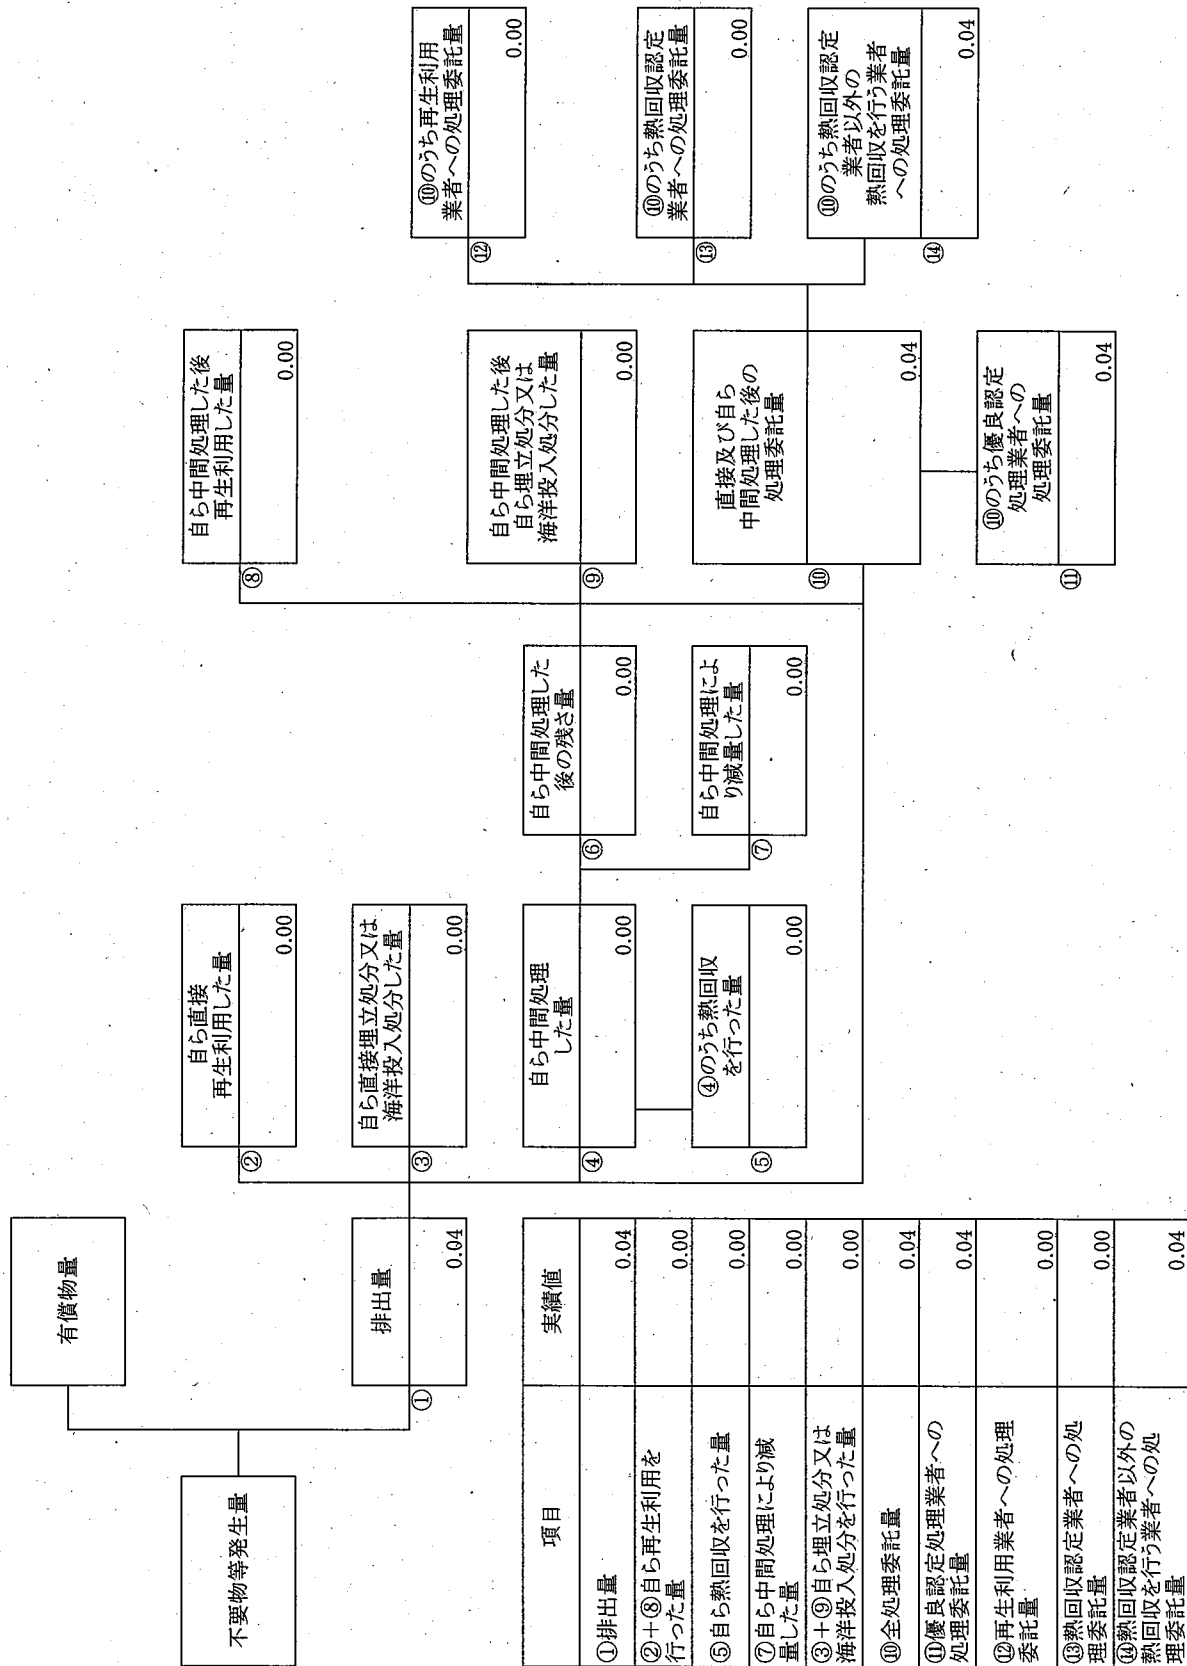 不要物等発生量
有償物量
排出量
①
0.04
自ら直接
再生利用した量
②
0.00
自ら直接埋立処分又は
海洋投入処分した量
③
0.00
自ら中間処理
した量
④
0.00
④のうち熱回収
を行った量
⑤
0.00
自ら中間処理した
後の残さ量
⑥
0.00
自ら中間処理によ
り減量した量
⑦
0.00
自ら中間処理した後
再生利用した量
⑧
0.00
自ら中間処理した後
自ら埋立処分又は
海洋投入処分した量
⑨
0.00
直接及び自ら
中間処理した後の
処理委託量
⑩
0.04
⑩のうち優良認定
処理業者への
処理委託量
⑪
0.04
⑩のうち再生利用
業者への処理委託量
⑫
0.00
⑩のうち熱回収認定
業者への処理委託量
⑬
0.00
⑩のうち熱回収認定
業者以外の
熱回収を行う業者
への処理委託量
⑭
0.04
項目 実績値
①排出量 0.04
②+⑧自ら再生利用を
行った量 0.00
⑤自ら熱回収を行った量 0.00
⑦自ら中間処理により減
量した量 0.00
③+⑨自ら埋立処分又は
海洋投入処分を行った量 0.00
⑩全処理委託量 0.04
⑪優良認定処理業者への
処理委託量 0.04
⑫再生利用業者への処理
委託量 0.00
⑬熱回収認定業者への処
理委託量 0.00
⑭熱回収認定業者以外の
熱回収を行う業者への処
理委託量 0.04